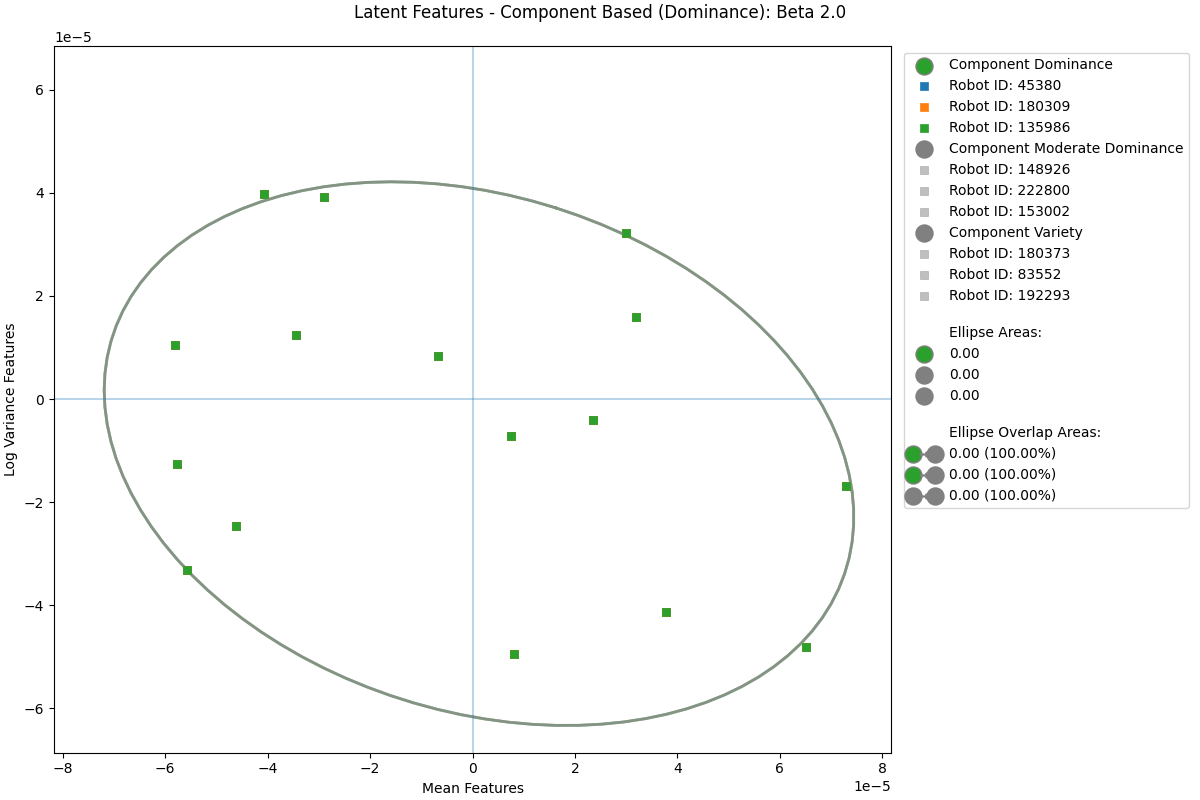 Latent Features - Component Based (Dominance): Beta 2.0
1e−5
6
4
2
0
−2
−4
−6
Log Variance Features
−8
−6
−4
−2
0
2
4
6
8
1e−5
Mean Features
Component Dominance
Robot ID: 45380
Robot ID: 180309
Robot ID: 135986
Component Moderate Dominance
Robot ID: 148926
Robot ID: 222800
Robot ID: 153002
Component Variety
Robot ID: 180373
Robot ID: 83552
Robot ID: 192293
Ellipse Areas:
0.00
0.00
0.00
Ellipse Overlap Areas:
0.00 (100.00%)
0.00 (100.00%)
0.00 (100.00%)